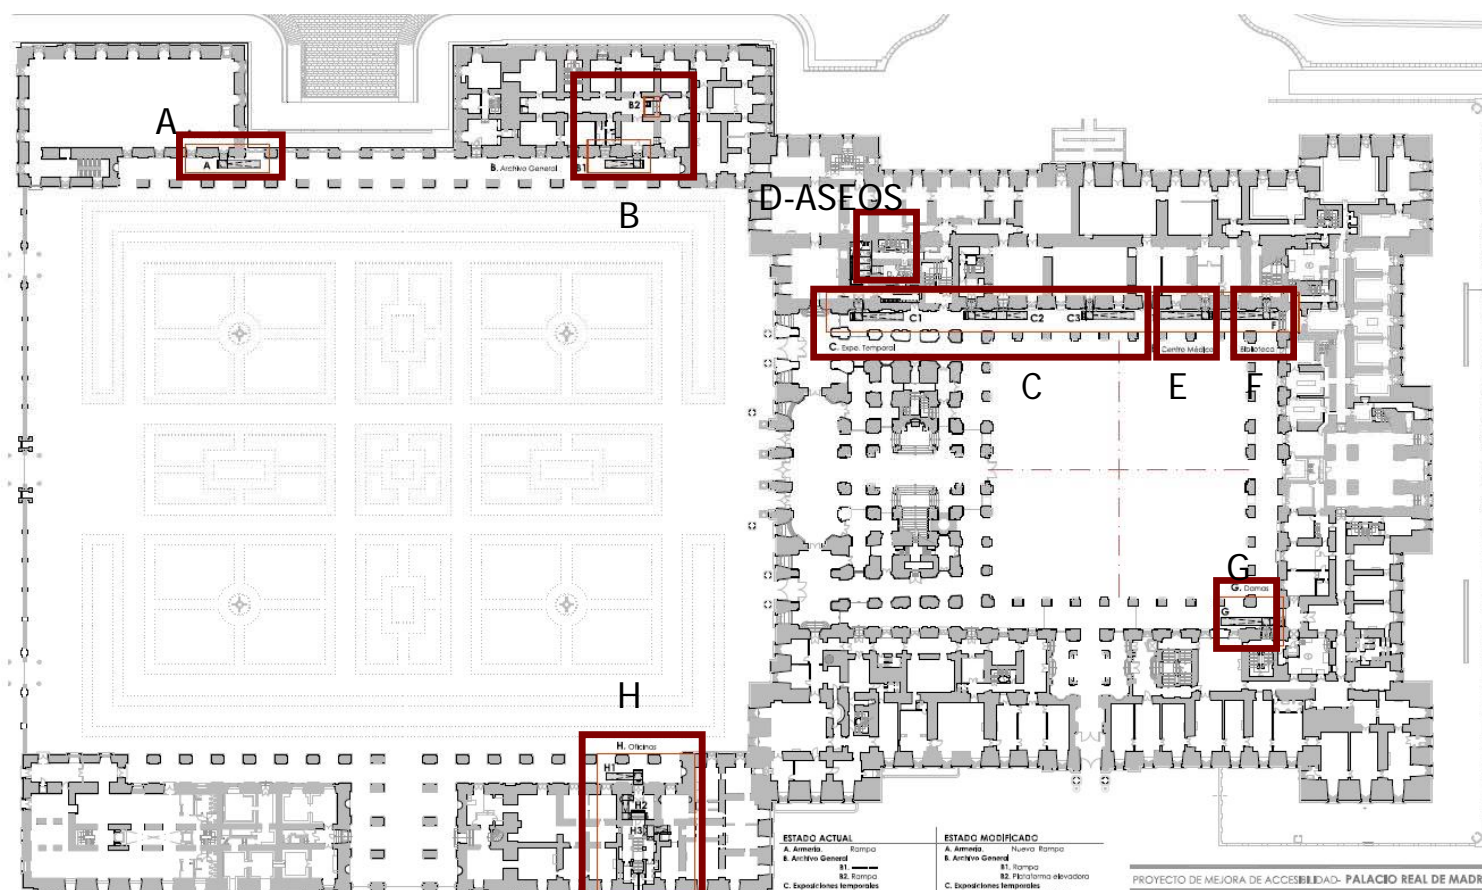 A
A
B2
B. Archivo General
B1
B
D-ASEOS
C1
C2
C3
F
C. Expo. Temporal
Centro Médico
Biblioteca
C
E
F
G
G. Damas
G
H
H. Oficinas
H1
H2
H3
ESTADO ACTUAL
A. Armería. Rampa
B. Archivo General
B1.
B2. Rampa
C. Exposiciones temporales
ESTADO MODIFICADO
A. Armería. Nueva Rampa
B. Archivo General
B1. Rampa
B2. Plataforma elevadora
C. Exposiciones temporales
PROYECTO DE MEJORA DE ACCESIBILIDAD- PALACIO REAL DE MADRI